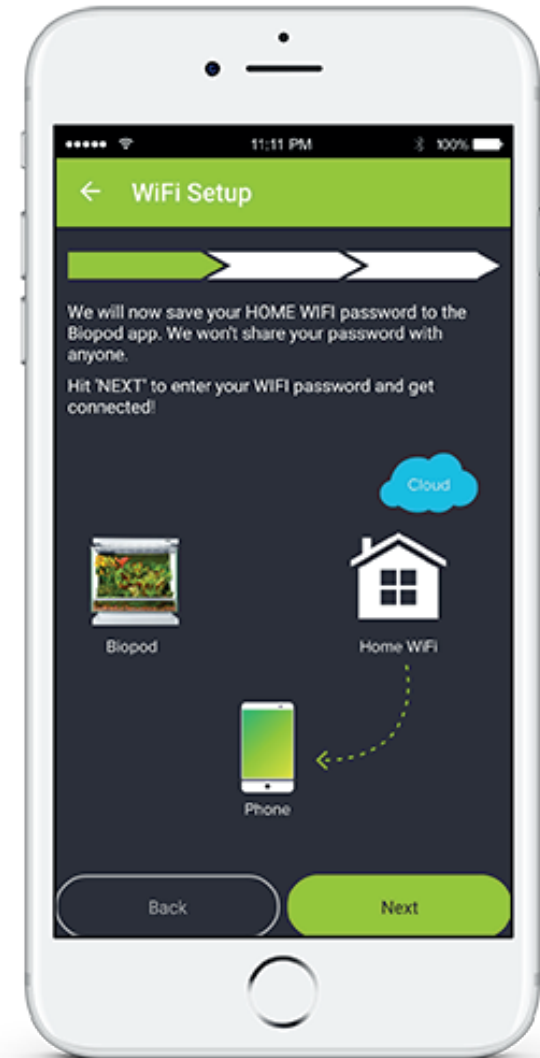 11:11 PM
100%
WiFi Setup
We will now save your HOME WIFI password to the
Biopod app. We won't share your password with
anyone.
Hit 'NEXT' to enter your WIFI password and get
connected!
Cloud
Biopod
Home WiFi
Phone
Back
Next